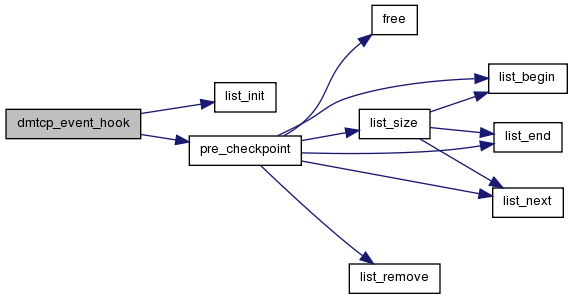 dmtcp_event_hook
list_init
pre_checkpoint
free
list_begin
list_size
list_end
list_next
list_remove